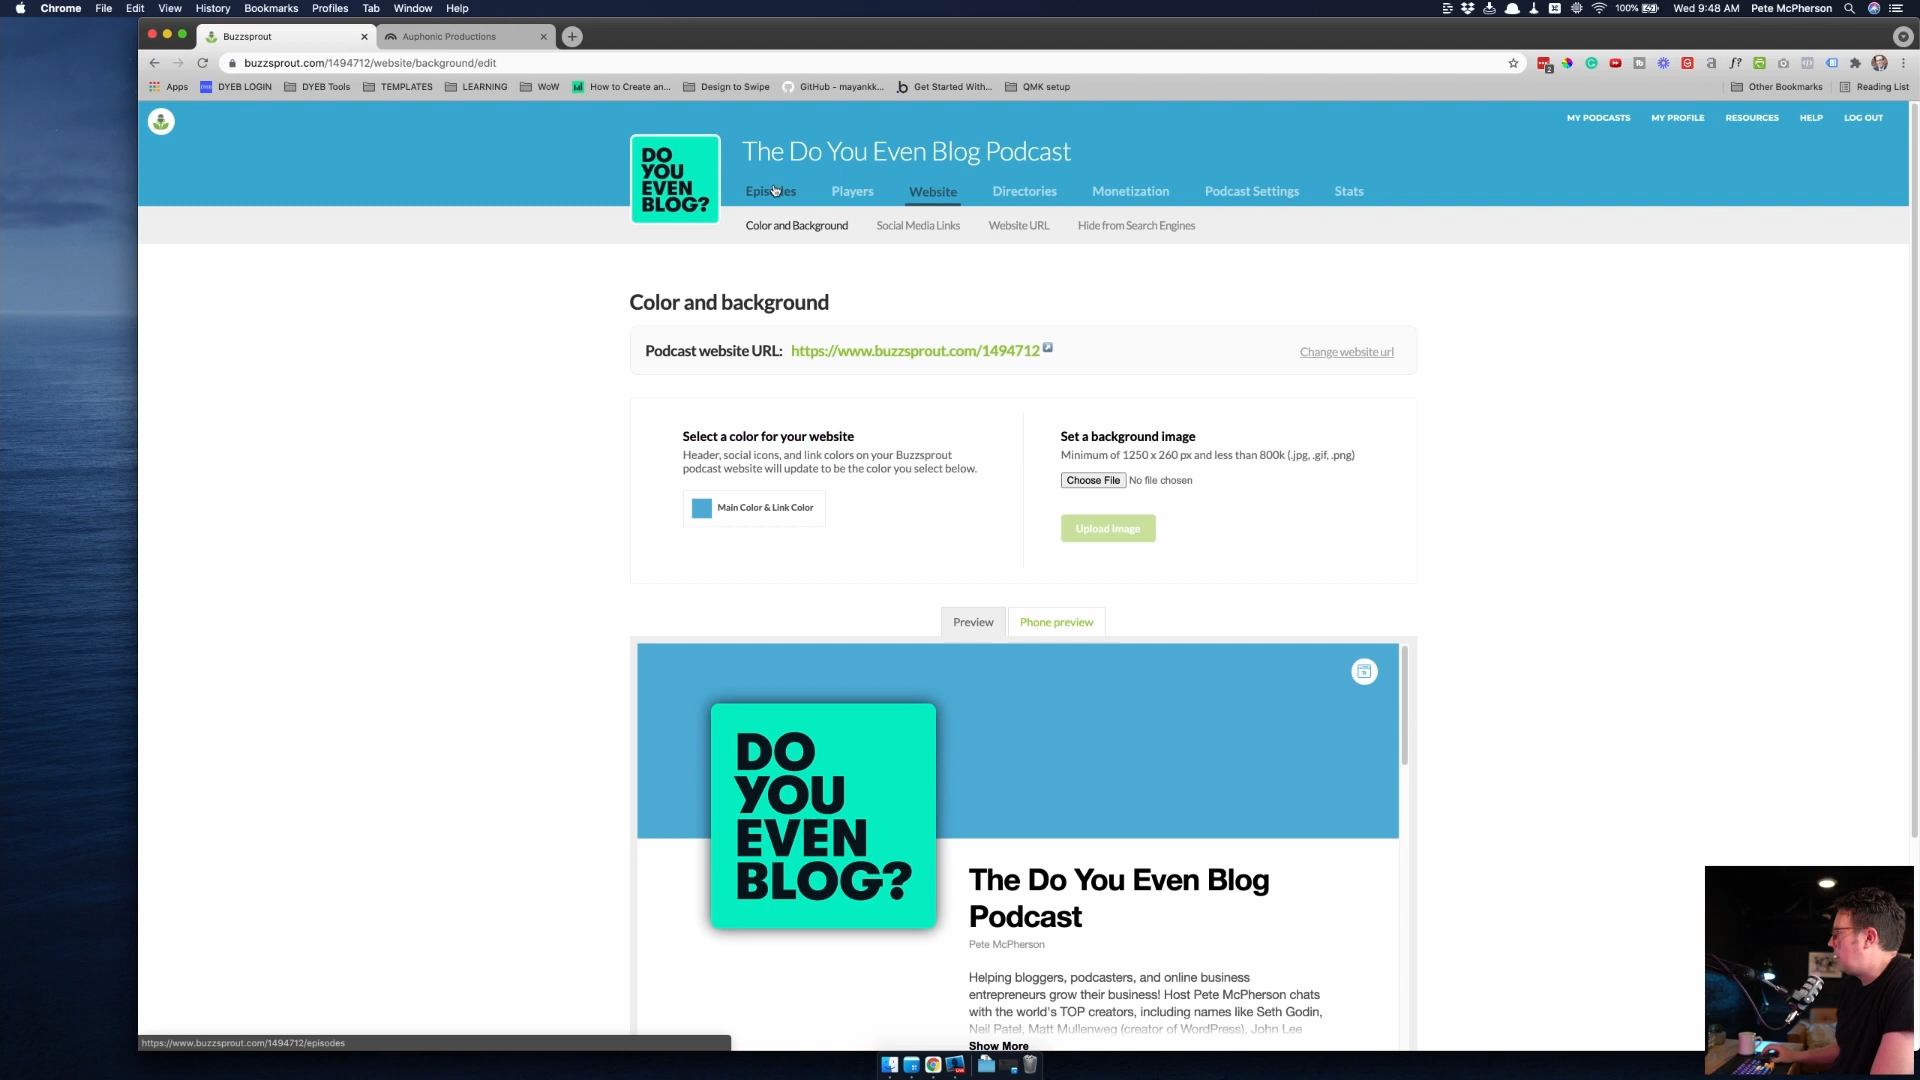 Chrome File Edit View History Bookmarks Profiles Tab Window Help
100% Wed 9:48 AM Pete McPherson
Buzzsprout
Auphonic Productions
buzzsprout.com/1494712/website/background/edit
Apps DYEB LOGIN DYEB Tools TEMPLATES LEARNING WoW How to Create an... Design to Swipe GitHub - mayankk... Get Started With... QMK setup Other Bookmarks Reading List
MY PODCASTS MY PROFILE RESOURCES HELP LOG OUT
DO
YOU
EVEN
BLOG?
The Do You Even Blog Podcast
Episodes Players Website Directories Monetization Podcast Settings Stats
Color and Background Social Media Links Website URL Hide from Search Engines
Color and background
Podcast website URL: https://www.buzzsprout.com/1494712 Change website url
Select a color for your website
Header, social icons, and link colors on your Buzzsprout
podcast website will update to be the color you select below.
Main Color & Link Color
Set a background image
Minimum of 1250 x 260 px and less than 800k (.jpg, .gif, .png)
Choose File No file chosen
Upload Image
Preview Phone preview
DO
YOU
EVEN
BLOG?
The Do You Even Blog
Podcast
Pete McPherson
Helping bloggers, podcasters, and online business
entrepreneurs grow their business! Host Pete McPherson chats
with the world's TOP creators, including names like Seth Godin,
Neil Patel, Matt Mullenweg (creator of WordPress), John Lee
Show More
https://www.buzzsprout.com/1494712/episodes